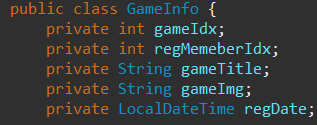 public class GameInfo {
private int gameIdx;
private int regMemeberIdx;
private String gameTitle;
private String gameImg;
private LocalDateTime regDate;